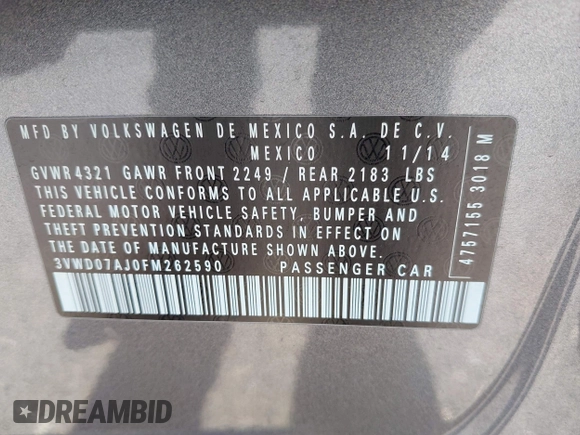 MFD BY VOLKSWAGEN DE MEXICO S.A. DE C.V.
MEXICO 11/14
GVWR 4321 GAWR FRONT 2249 / REAR 2183 LBS
THIS VEHICLE CONFORMS TO ALL APPLICABLE U.S.
FEDERAL MOTOR VEHICLE SAFETY, BUMPER AND
THEFT PREVENTION STANDARDS IN EFFECT ON
THE DATE OF MANUFACTURE SHOWN ABOVE.
3VWD07AJ0FM262590 PASSENGER CAR
4757155 3018 M
DREAMBID